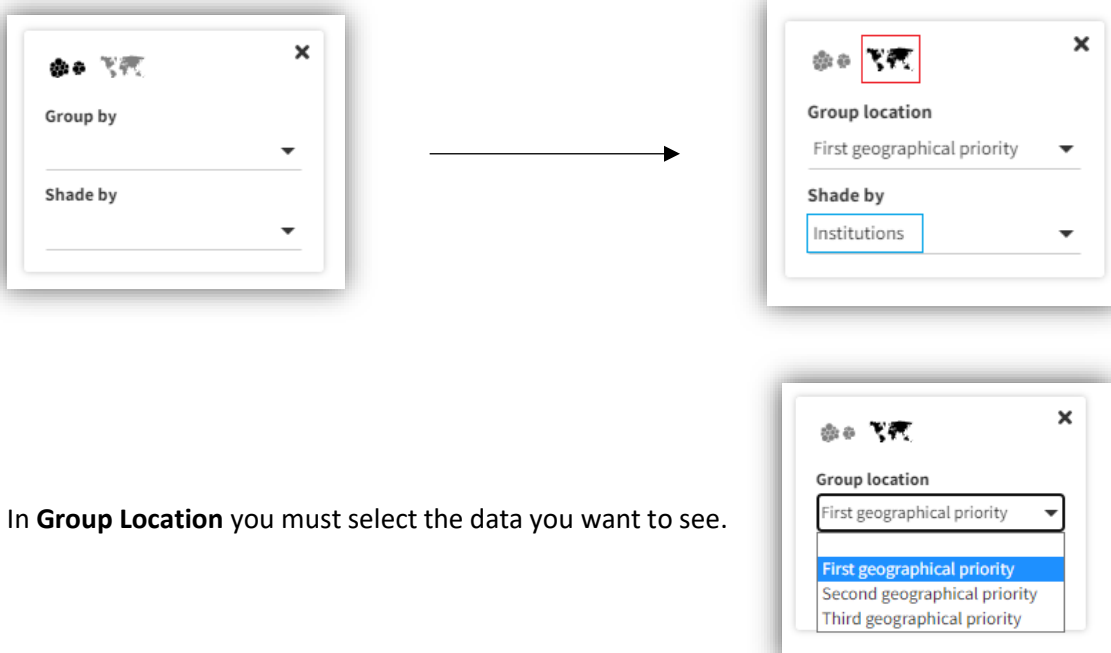 Group by
Shade by
Group location
First geographical priority
Shade by
Institutions
In Group Location you must select the data you want to see.
Group location
First geographical priority
First geographical priority
Second geographical priority
Third geographical priority